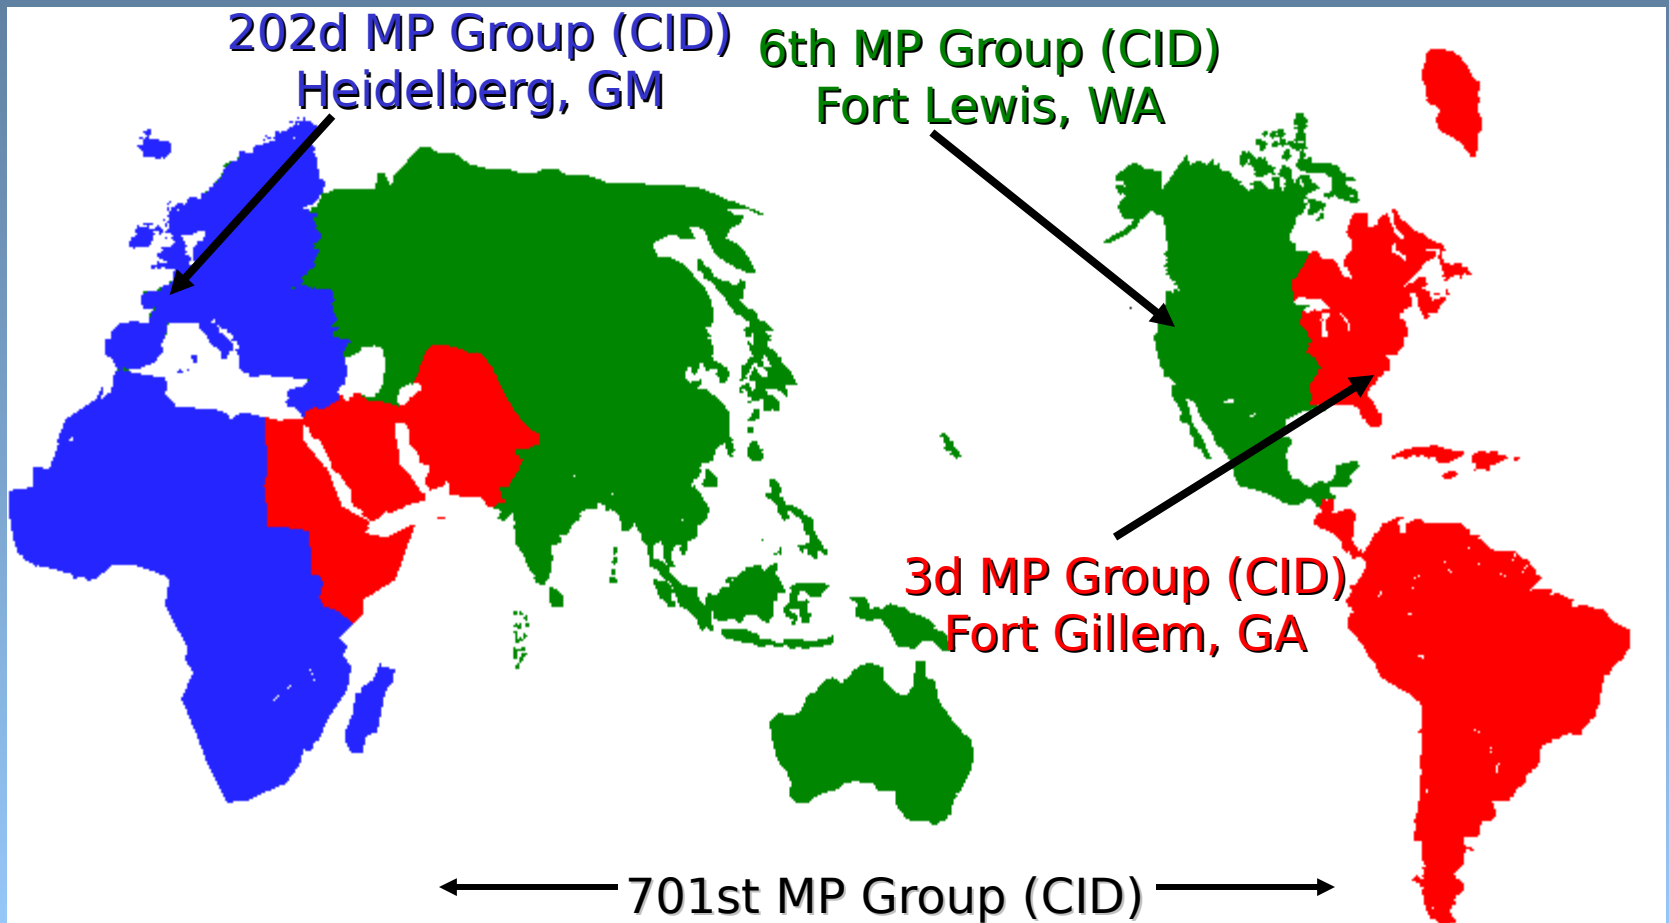 202d MP Group (CID)
Heidelberg, GM
6th MP Group (CID)
Fort Lewis, WA
3d MP Group (CID)
Fort Gillem, GA
701st MP Group (CID)